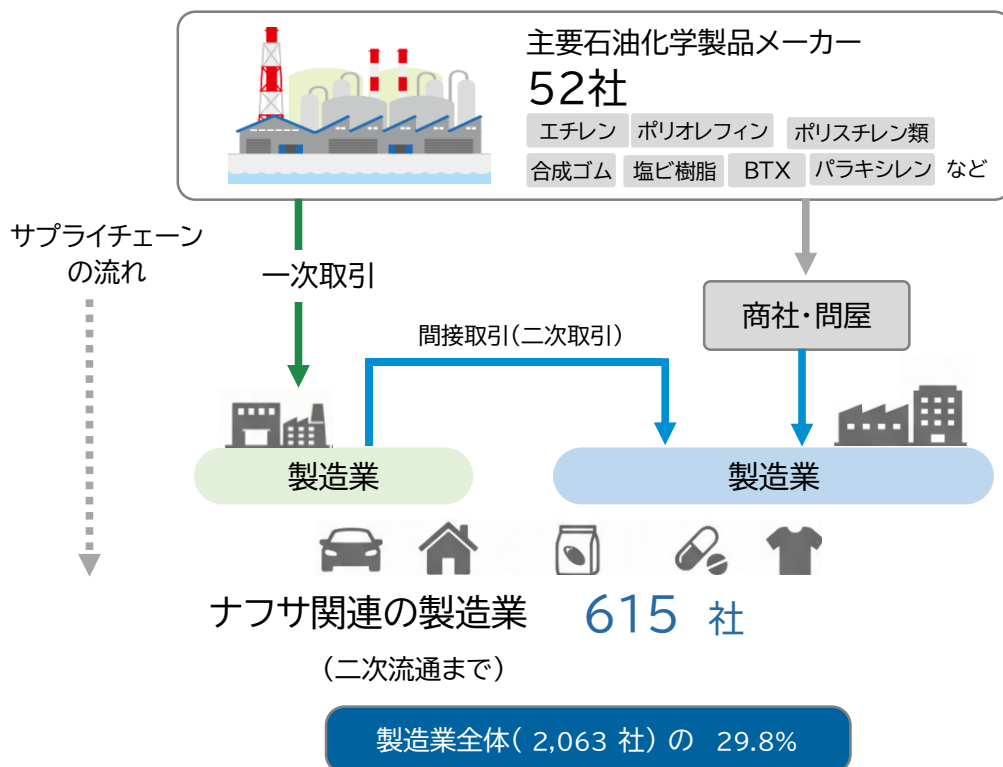 主要石油化学製品メーカー
52社
エチレン ポリオレフィン ポリスチレン類
合成ゴム 塩ビ樹脂 BTX パラキシレン など
サプライチェーン
の流れ
一次取引
商社・問屋
間接取引(二次取引)
製造業 製造業
ナフサ関連の製造業 615 社
(二次流通まで)
製造業全体( 2,063 社) の 29.8%